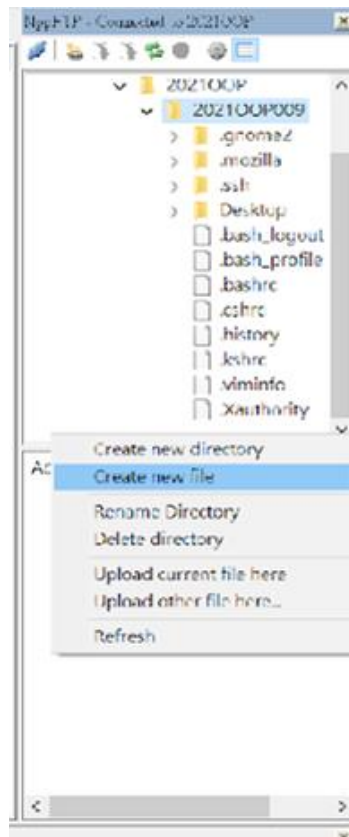 NppFTP - Connected to 2021OOP
2021OOP
2021OOP009
.gnome2
.mozilla
.ssh
Desktop
.bash_logout
.bash_profile
.bashrc
.cshrc
.history
.kshrc
.viminfo
.Xauthority
Create new directory
Create new file
Rename Directory
Delete directory
Upload current file here
Upload other file here...
Refresh